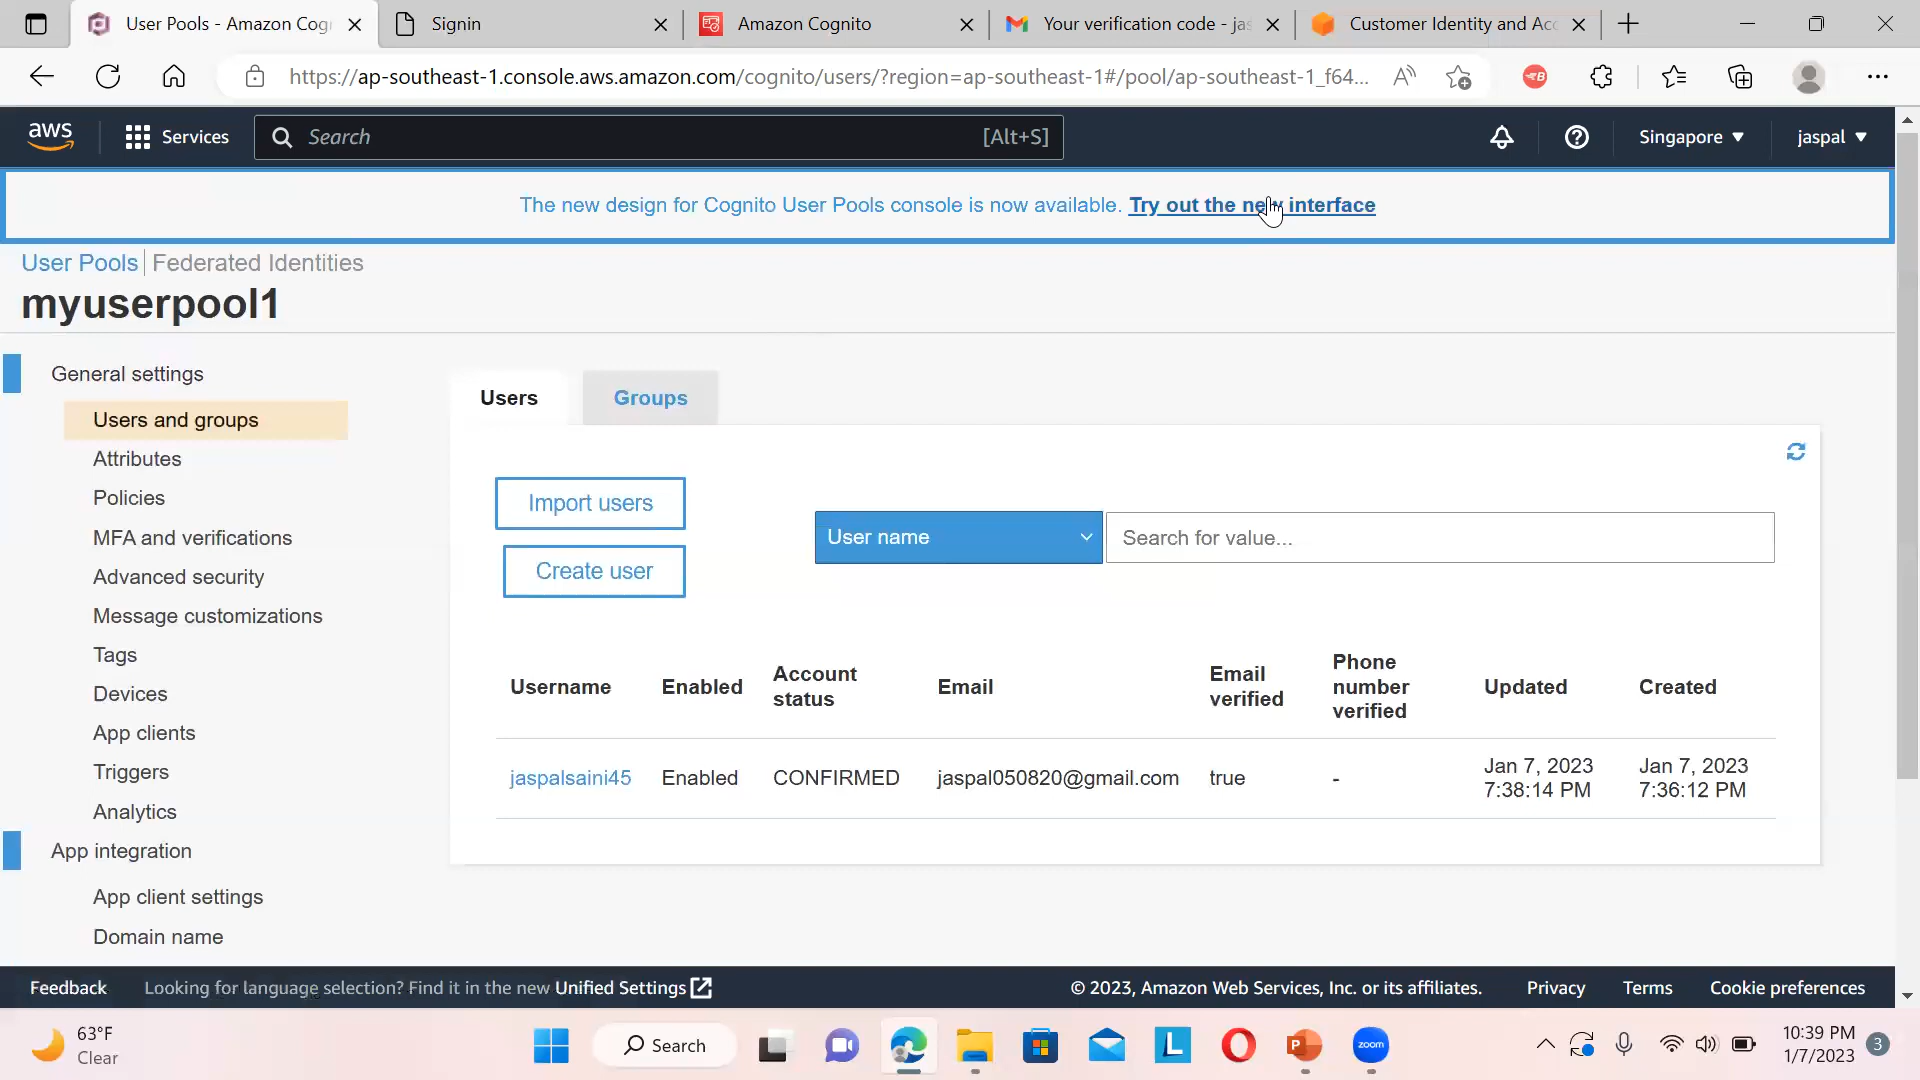 User Pools - Amazon Cog
Signin
Amazon Cognito
Your verification code - jas
Customer Identity and Acc
https://ap-southeast-1.console.aws.amazon.com/cognito/users/?region=ap-southeast-1#/pool/ap-southeast-1_f64...
aws
Services
Search
[Alt+S]
Singapore
jaspal
The new design for Cognito User Pools console is now available. Try out the new interface
User Pools
Federated Identities
myuserpool1
General settings
Users and groups
Attributes
Policies
MFA and verifications
Advanced security
Message customizations
Tags
Devices
App clients
Triggers
Analytics
App integration
App client settings
Domain name
Users
Groups
Import users
Create user
User name
Search for value...
Username
Enabled
Account status
Email
Email verified
Phone number verified
Updated
Created
jaspalsaini45
Enabled
CONFIRMED
jaspal050820@gmail.com
true
-
Jan 7, 2023 7:38:14 PM
Jan 7, 2023 7:36:12 PM
Feedback
Looking for language selection? Find it in the new Unified Settings
© 2023, Amazon Web Services, Inc. or its affiliates.
Privacy
Terms
Cookie preferences
63°F
Clear
Search
L
P
zoom
10:39 PM
1/7/2023
3